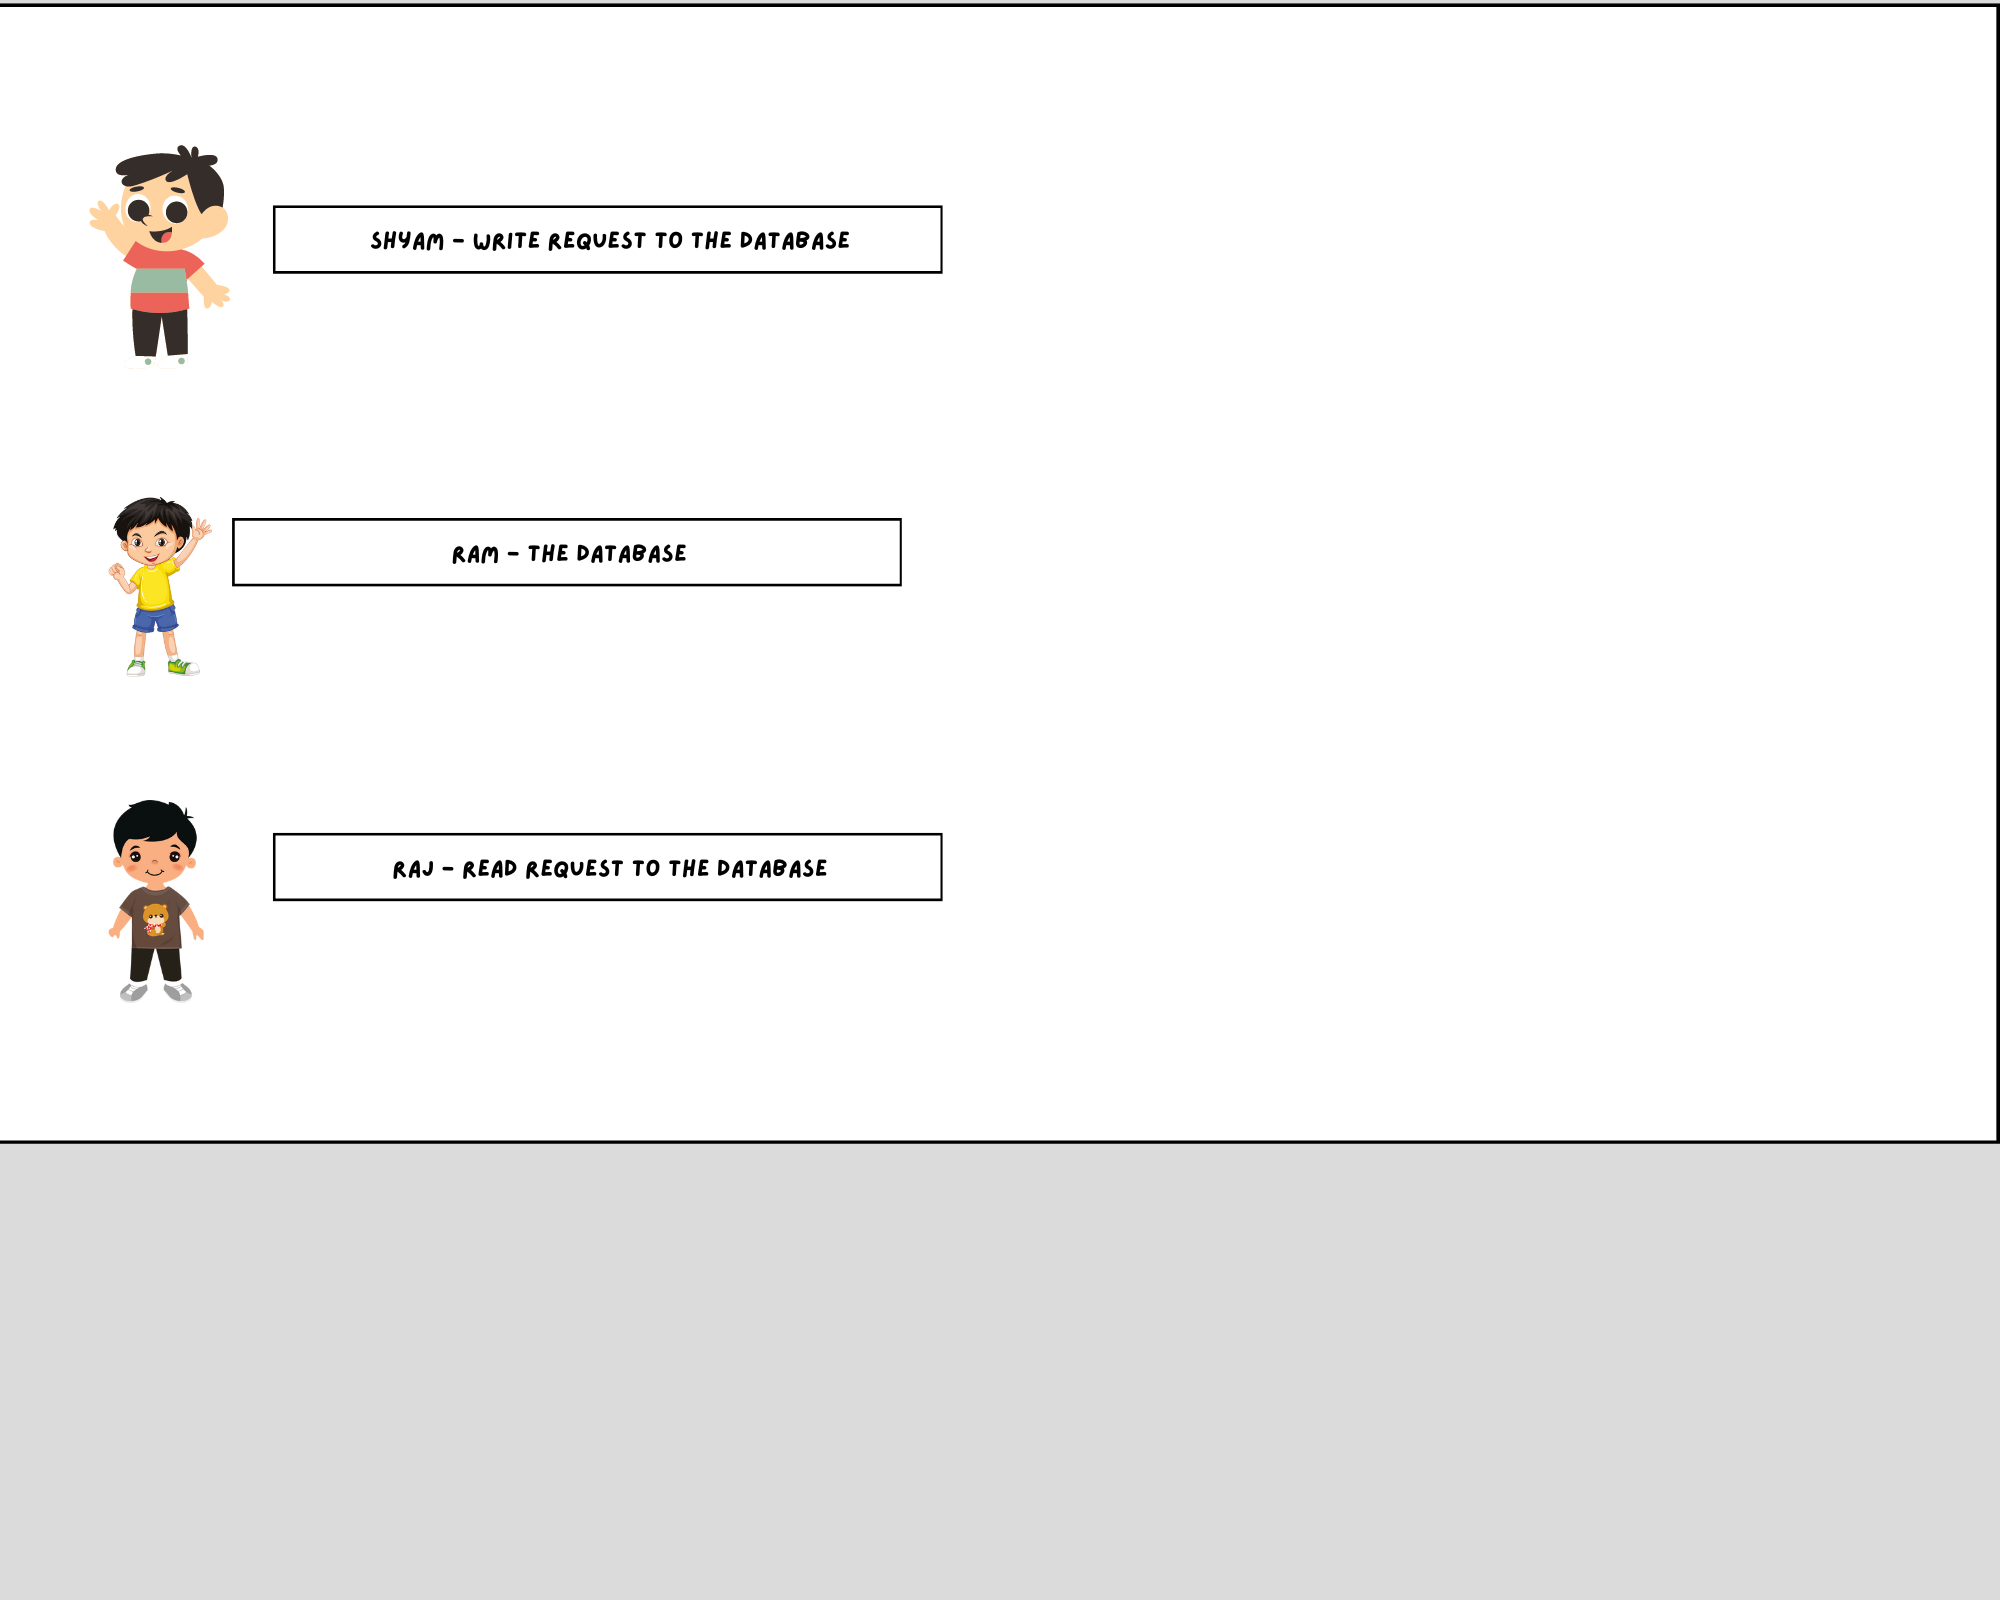 SHYAM - WRITE REQUEST TO THE DATABASE
RAM - THE DATABASE
RAJ - READ REQUEST TO THE DATABASE